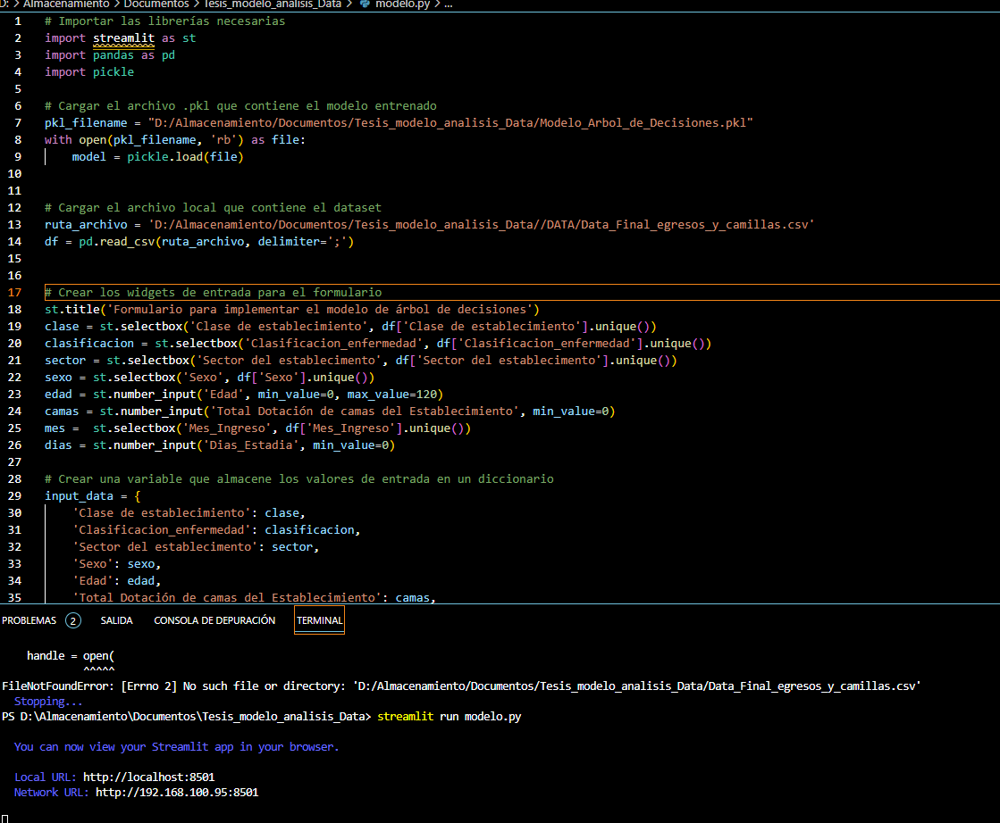 D: > Almacenamiento > Documentos > Tesis_modelo_analisis_Data > modelo.py > ...
1 # Importar las librerías necesarias
2 import streamlit as st
3 import pandas as pd
4 import pickle
5
6 # Cargar el archivo .pkl que contiene el modelo entrenado
7 pkl_filename = "D:/Almacenamiento/Documentos/Tesis_modelo_analisis_Data/Modelo_Arbol_de_Decisiones.pkl"
8 with open(pkl_filename, 'rb') as file:
9     model = pickle.load(file)
10
11
12 # Cargar el archivo local que contiene el dataset
13 ruta_archivo = 'D:/Almacenamiento/Documentos/Tesis_modelo_analisis_Data//DATA/Data_Final_egresos_y_camillas.csv'
14 df = pd.read_csv(ruta_archivo, delimiter=';')
15
16
17 # Crear los widgets de entrada para el formulario
18 st.title('Formulario para implementar el modelo de árbol de decisiones')
19 clase = st.selectbox('Clase de establecimiento', df['Clase de establecimiento'].unique())
20 clasificacion = st.selectbox('Clasificacion_enfermedad', df['Clasificacion_enfermedad'].unique())
21 sector = st.selectbox('Sector del establecimiento', df['Sector del establecimiento'].unique())
22 sexo = st.selectbox('Sexo', df['Sexo'].unique())
23 edad = st.number_input('Edad', min_value=0, max_value=120)
24 camas = st.number_input('Total Dotación de camas del Establecimiento', min_value=0)
25 mes =  st.selectbox('Mes_Ingreso', df['Mes_Ingreso'].unique())
26 dias = st.number_input('Dias_Estadia', min_value=0)
27
28 # Crear una variable que almacene los valores de entrada en un diccionario
29 input_data = {
30     'Clase de establecimiento': clase,
31     'Clasificacion_enfermedad': clasificacion,
32     'Sector del establecimiento': sector,
33     'Sexo': sexo,
34     'Edad': edad,
35     'Total Dotación de camas del Establecimiento': camas,
PROBLEMAS 2 SALIDA CONSOLA DE DEPURACIÓN TERMINAL
handle = open(
^^^^^
FileNotFoundError: [Errno 2] No such file or directory: 'D:/Almacenamiento/Documentos/Tesis_modelo_analisis_Data/Data_Final_egresos_y_camillas.csv'
Stopping...
PS D:\Almacenamiento\Documentos\Tesis_modelo_analisis_Data> streamlit run modelo.py
You can now view your Streamlit app in your browser.
Local URL: http://localhost:8501
Network URL: http://192.168.100.95:8501